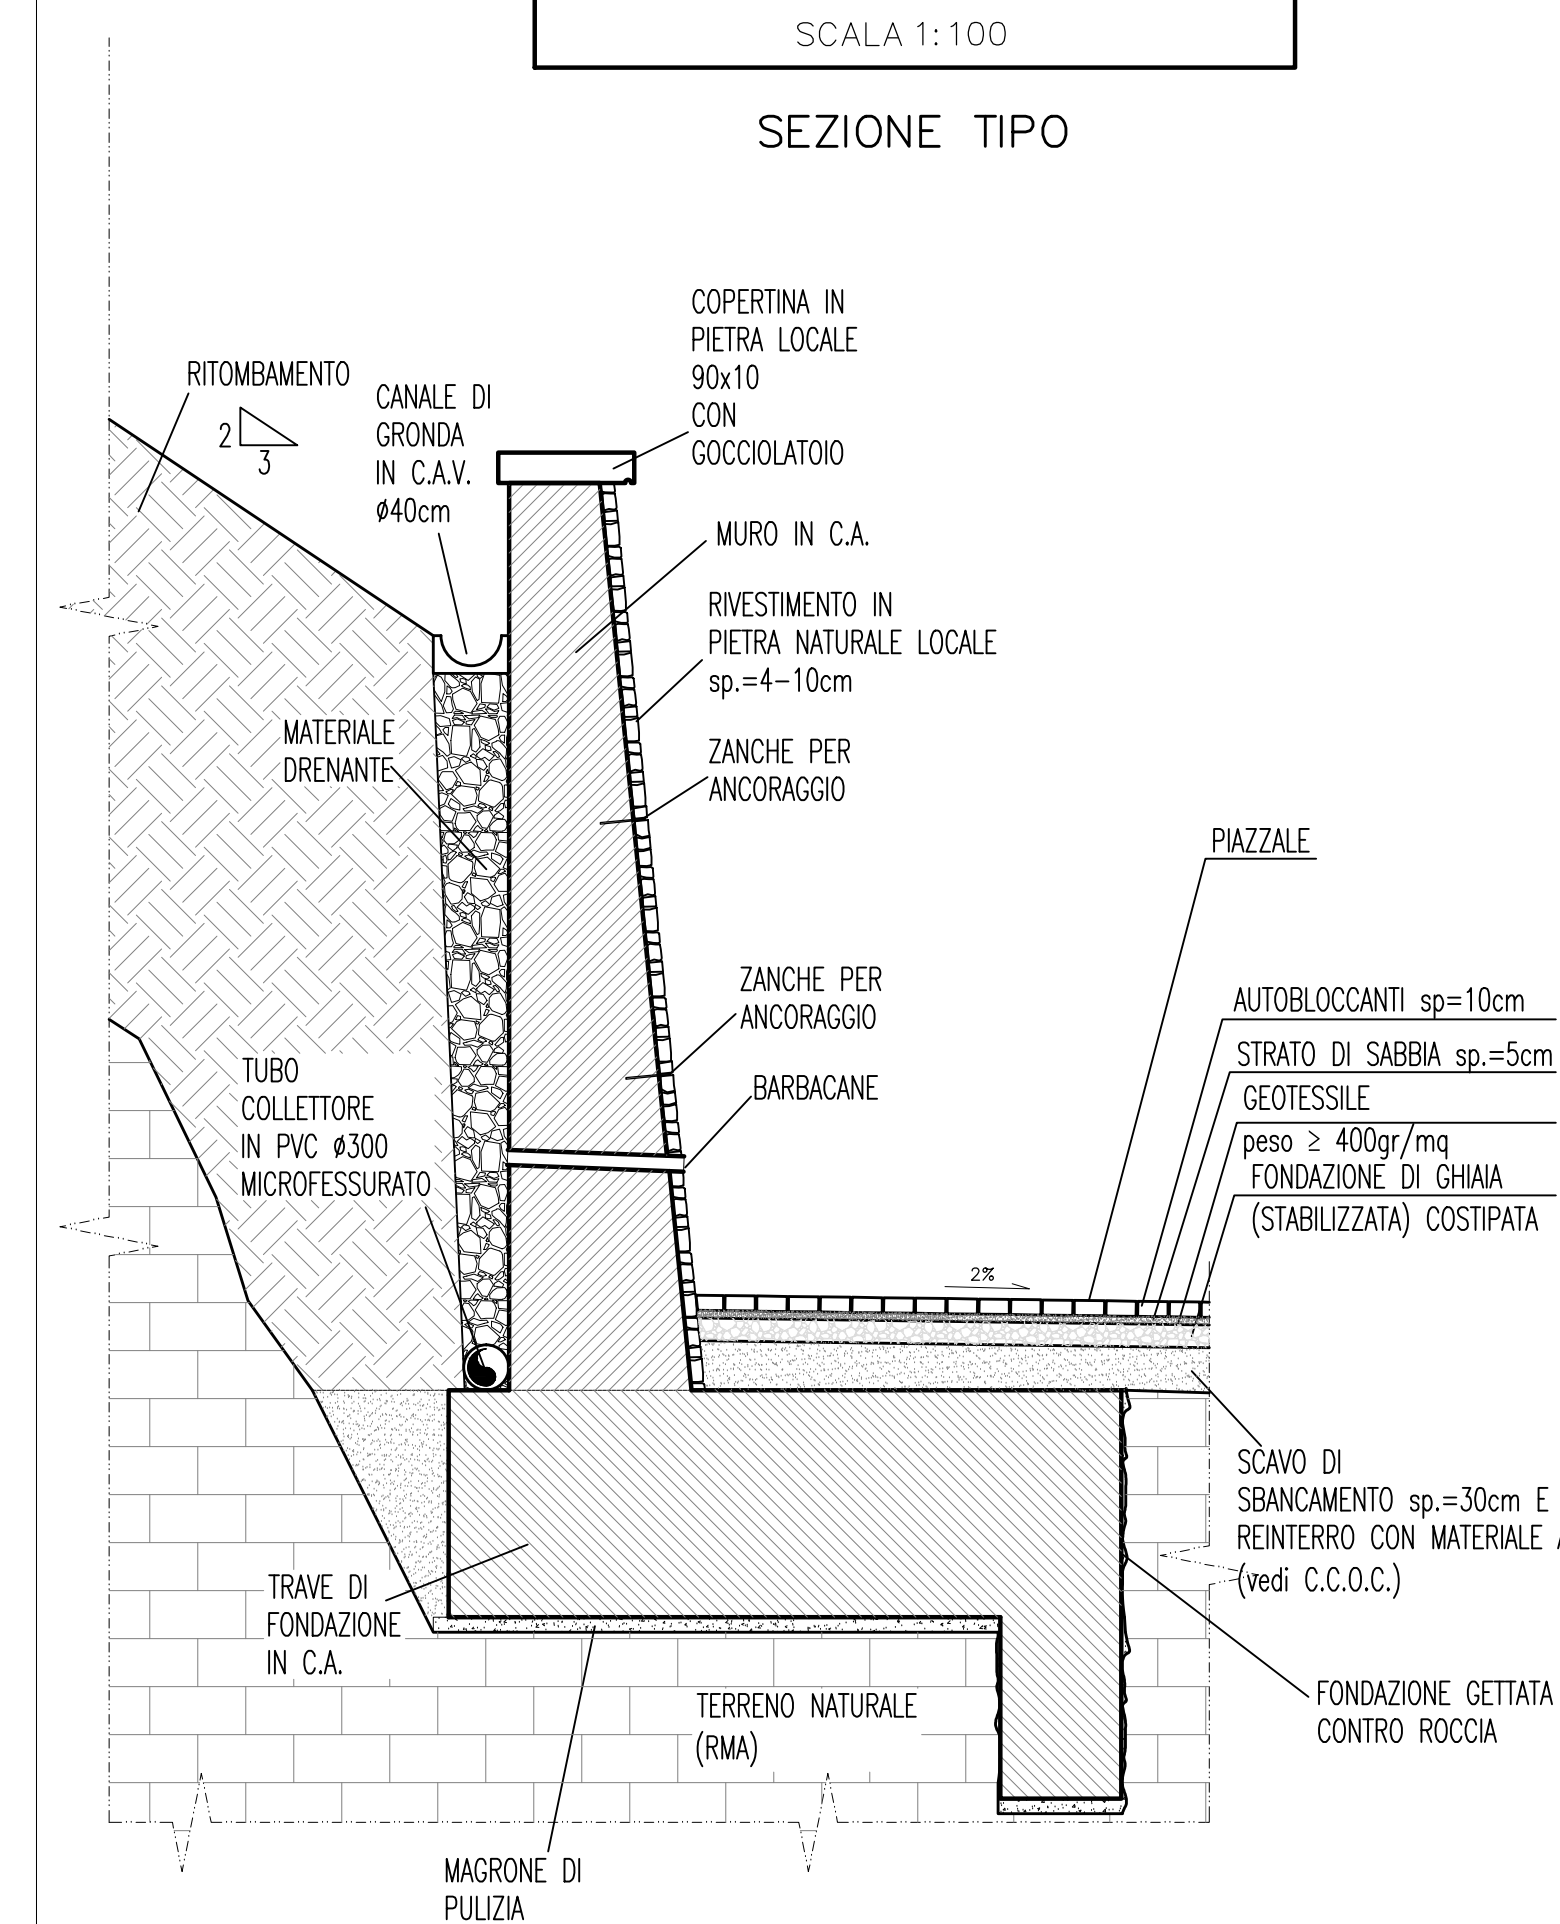 SCALA 1:100
SEZIONE TIPO
COPERTINA IN
PIETRA LOCALE
90x10
CON
GOCCIOLATOIO
RITOMBAMENTO
2
3
CANALE DI
GRONDA
IN C.A.V.
ø40cm
MURO IN C.A.
RIVESTIMENTO IN
PIETRA NATURALE LOCALE
sp.=4-10cm
MATERIALE
DRENANTE
ZANCHE PER
ANCORAGGIO
PIAZZALE
ZANCHE PER
ANCORAGGIO
AUTOBLOCCANTI sp=10cm
STRATO DI SABBIA sp.=5cm
GEOTESSILE
peso ≥ 400gr/mq
FONDAZIONE DI GHIAIA
(STABILIZZATA) COSTIPATA
BARBACANE
TUBO
COLLETTORE
IN PVC ø300
MICROFESSURATO
2%
SCAVO DI
SBANCAMENTO sp.=30cm E
REINTERRO CON MATERIALE
(vedi C.C.O.C.)
TRAVE DI
FONDAZIONE
IN C.A.
TERRENO NATURALE
(RMA)
FONDAZIONE GETTATA
CONTRO ROCCIA
MAGRONE DI
PULIZIA